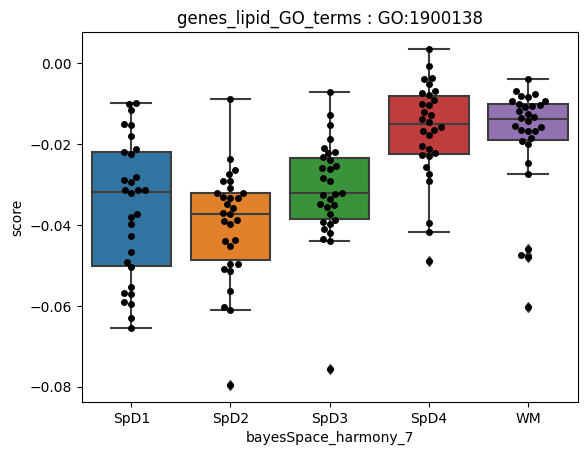 genes_lipid_GO_terms : GO:1900138
0.00
−0.02
−0.04
−0.06
−0.08
score
SpD1 SpD2 SpD3 SpD4 WM
bayesSpace_harmony_7